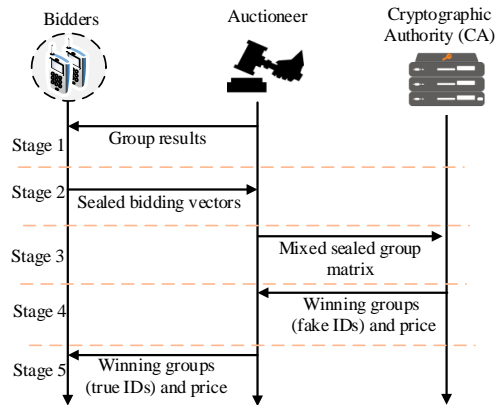 Bidders
Auctioneer
Cryptographic
Authority (CA)
Stage 1
Group results
Stage 2
Sealed bidding vectors
Stage 3
Mixed sealed group
matrix
Stage 4
Winning groups
(fake IDs) and price
Stage 5
Winning groups
(true IDs) and price